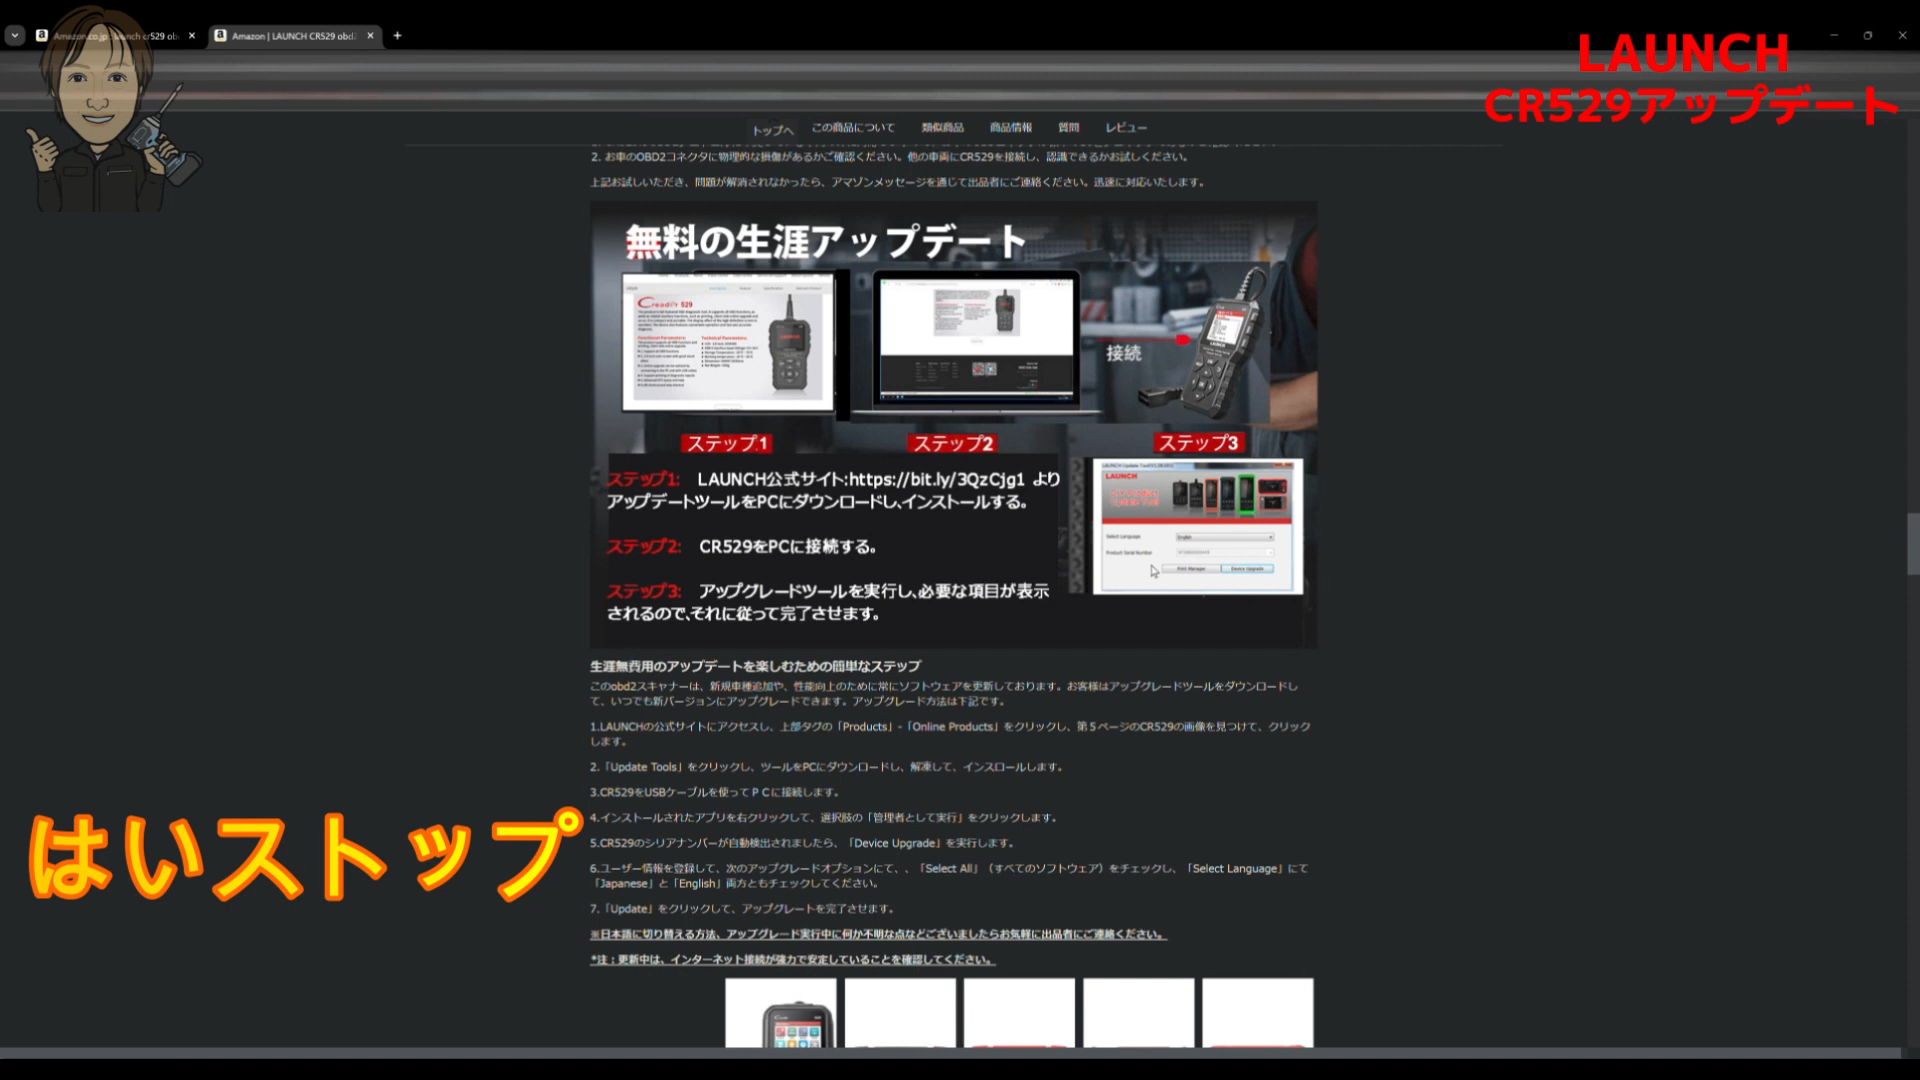 Amazon.co.jp : launch cr529 ob
Amazon | LAUNCH CR529 obd2
LAUNCH
CR529アップデート
トップへ この商品について 類似商品 商品情報 質問 レビュー
2. お車のOBD2コネクタに物理的な損傷があるかご確認ください。他の車両にCR529を接続し、認識できるかお試しください。
上記お試しいただき、問題が解消されなかったら、アマゾンメッセージを通じて出品者にご連絡ください。迅速に対応いたします。
無料の生涯アップデート
Creader 529
接続
ステップ1 ステップ2 ステップ3
ステップ1: LAUNCH公式サイト:https://bit.ly/3QzCjg1 より
アップデートツールをPCにダウンロードし、インストールする。
ステップ2: CR529をPCに接続する。
ステップ3: アップグレードツールを実行し、必要な項目が表示
されるので、それに従って完了させます。
LAUNCH
Select Language English
Product Serial Number
Print Manager Device Upgrade
生涯無費用のアップデートを楽しむための簡単なステップ
このobd2スキャナーは、新規車種追加や、性能向上のために常にソフトウェアを更新しております。お客様はアップグレードツールをダウンロードし
て、いつでも新バージョンにアップグレードできます。アップグレード方法は下記です。
1.LAUNCHの公式サイトにアクセスし、上部タグの「Products」-「Online Products」をクリックし、第５ページのCR529の画像を見つけて、クリック
します。
2.「Update Tools」をクリックし、ツールをPCにダウンロードし、解凍して、インスロールします。
3.CR529をUSBケーブルを使ってＰＣに接続します。
4.インストールされたアプリを右クリックして、選択肢の「管理者として実行」をクリックします。
5.CR529のシリアナンバーが自動検出されましたら、「Device Upgrade」を実行します。
6.ユーザー情報を登録して、次のアップグレードオプションにて、、「Select All」（すべてのソフトウェア）をチェックし、「Select Language」にて
「Japanese」と「English」両方ともチェックしてください。
7.「Update」をクリックして、アップグレートを完了させます。
※日本語に切り替える方法、アップグレード実行中に何か不明な点などございましたらお気軽に出品者にご連絡ください。
*注：更新中は、インターネット接続が強力で安定していることを確認してください。
はいストップ